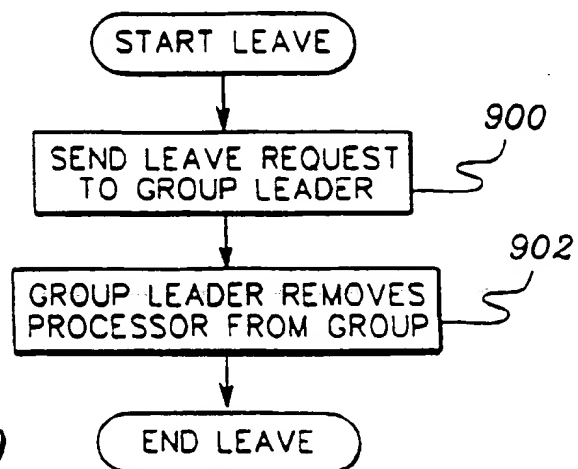 START LEAVE
900
SEND LEAVE REQUEST
TO GROUP LEADER
902
GROUP LEADER REMOVES
PROCESSOR FROM GROUP
END LEAVE